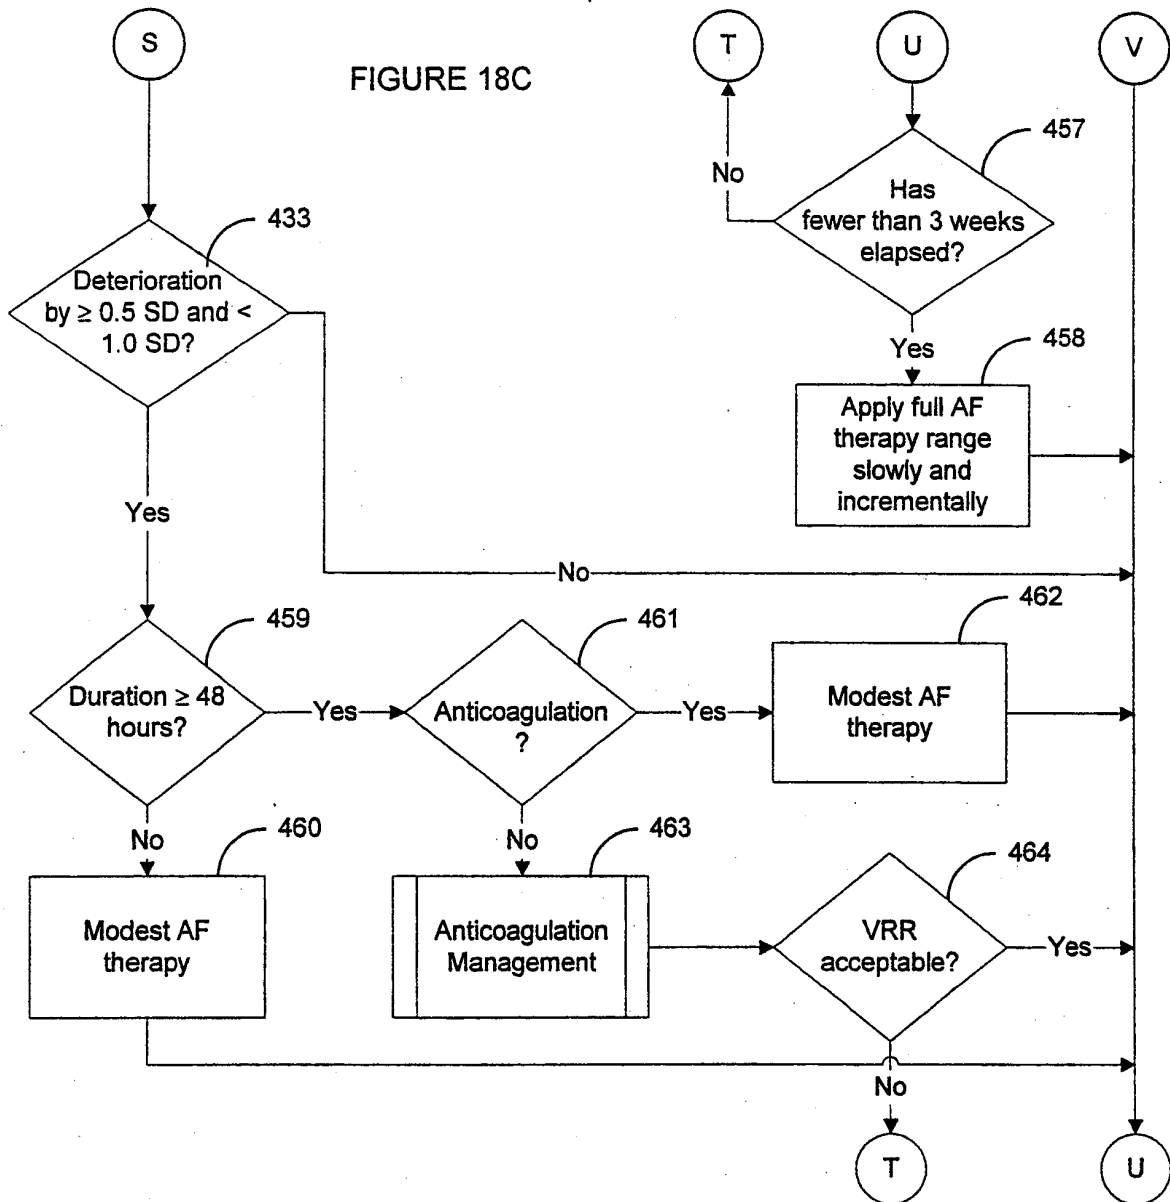 S
T
U
V
FIGURE 18C
457
No
Has
fewer than 3 weeks
elapsed?
433
Deterioration
by ≥ 0.5 SD and <
1.0 SD?
Yes
458
Apply full AF
therapy range
slowly and
incrementally
Yes
No
459
461
462
Duration ≥ 48
hours?
Yes
Anticoagulation
?
Yes
Modest AF
therapy
No
460
No
463
464
Modest AF
therapy
Anticoagulation
Management
VRR
acceptable?
Yes
No
T
U